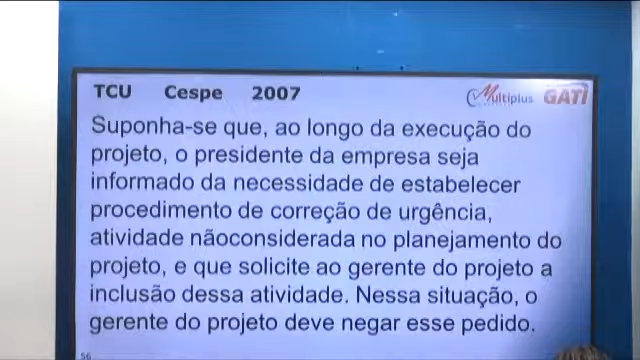 TCU Cespe 2007
Multiplus GATI
Suponha-se que, ao longo da execução do
projeto, o presidente da empresa seja
informado da necessidade de estabelecer
procedimento de correção de urgência,
atividade nãoconsiderada no planejamento do
projeto, e que solicite ao gerente do projeto a
inclusão dessa atividade. Nessa situação, o
gerente do projeto deve negar esse pedido.
56